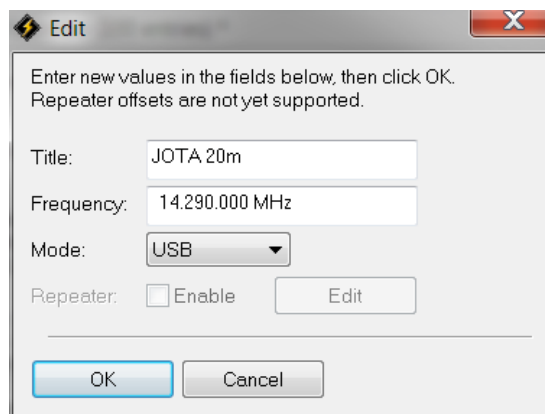 Edit
Enter new values in the fields below, then click OK.
Repeater offsets are not yet supported.
Title: JOTA 20m
Frequency: 14.290.000 MHz
Mode: USB
Repeater: Enable Edit
OK Cancel